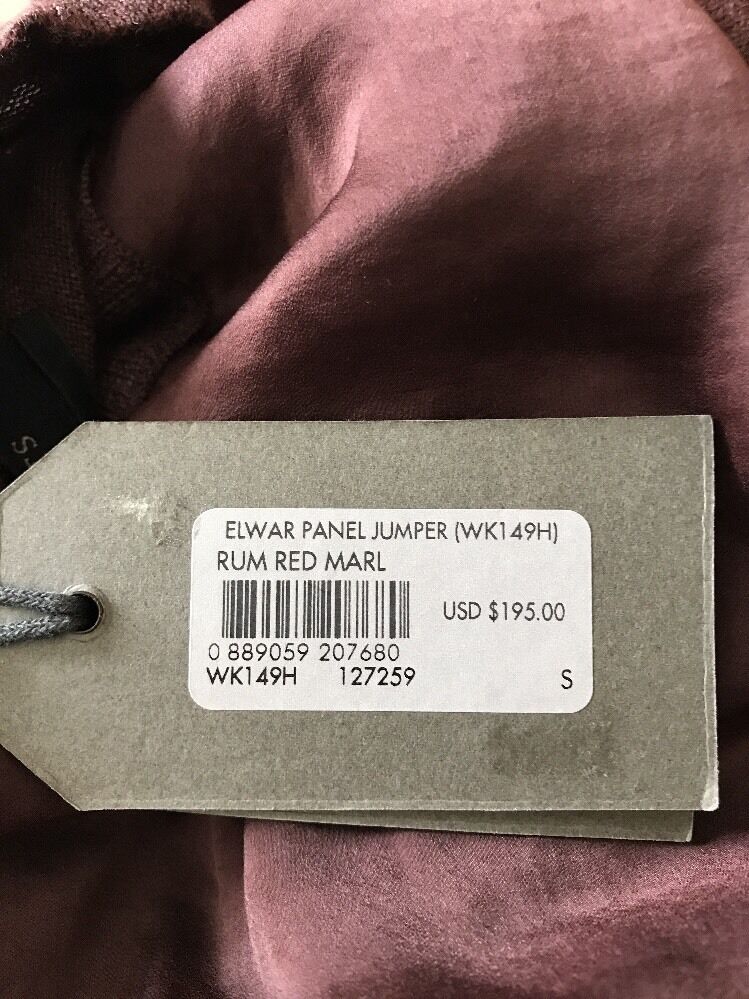 ELWAR PANEL JUMPER (WK149H)
RUM RED MARL
USD $195.00
0 889059 207680
WK149H 127259
S
S